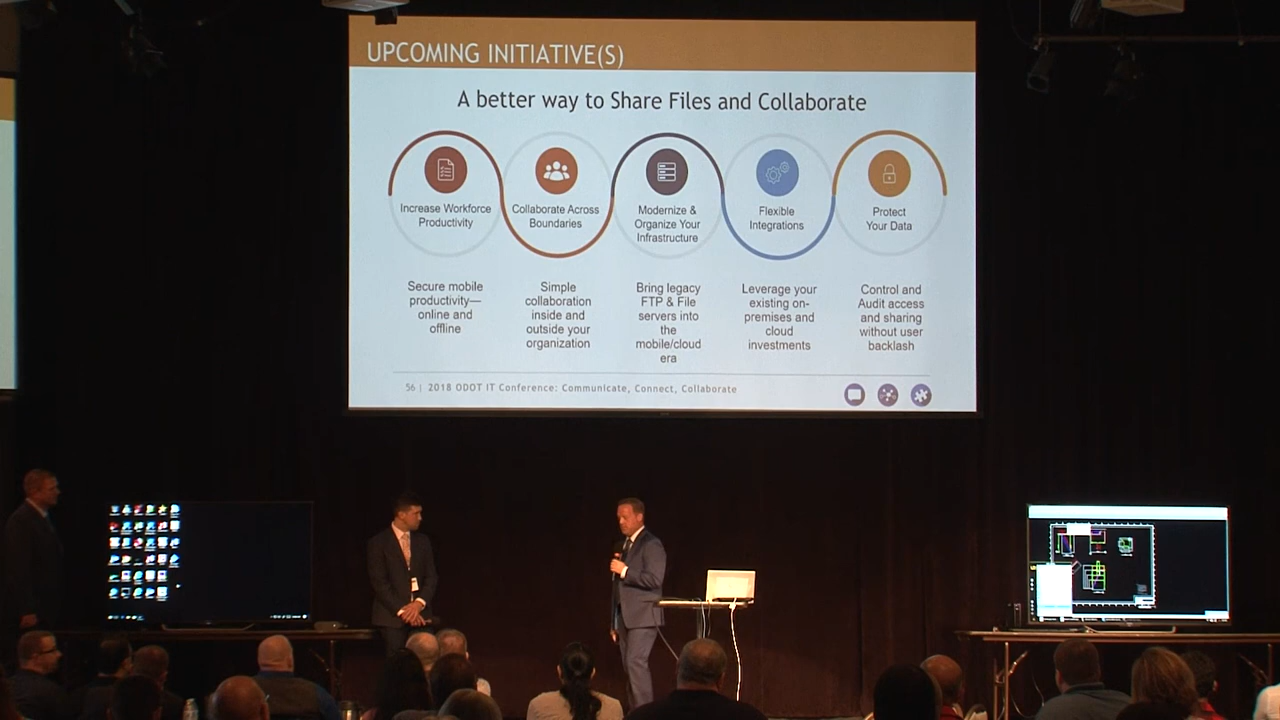 UPCOMING INITIATIVE(S)
A better way to Share Files and Collaborate
Increase Workforce
Productivity
Collaborate Across
Boundaries
Modernize &
Organize Your
Infrastructure
Flexible
Integrations
Protect
Your Data
Secure mobile
productivity—
online and
offline
Simple
collaboration
inside and
outside your
organization
Bring legacy
FTP & File
servers into
the
mobile/cloud
era
Leverage your
existing on-
premises and
cloud
investments
Control and
Audit access
and sharing
without user
backlash
56 | 2018 ODOT IT Conference: Communicate, Connect, Collaborate